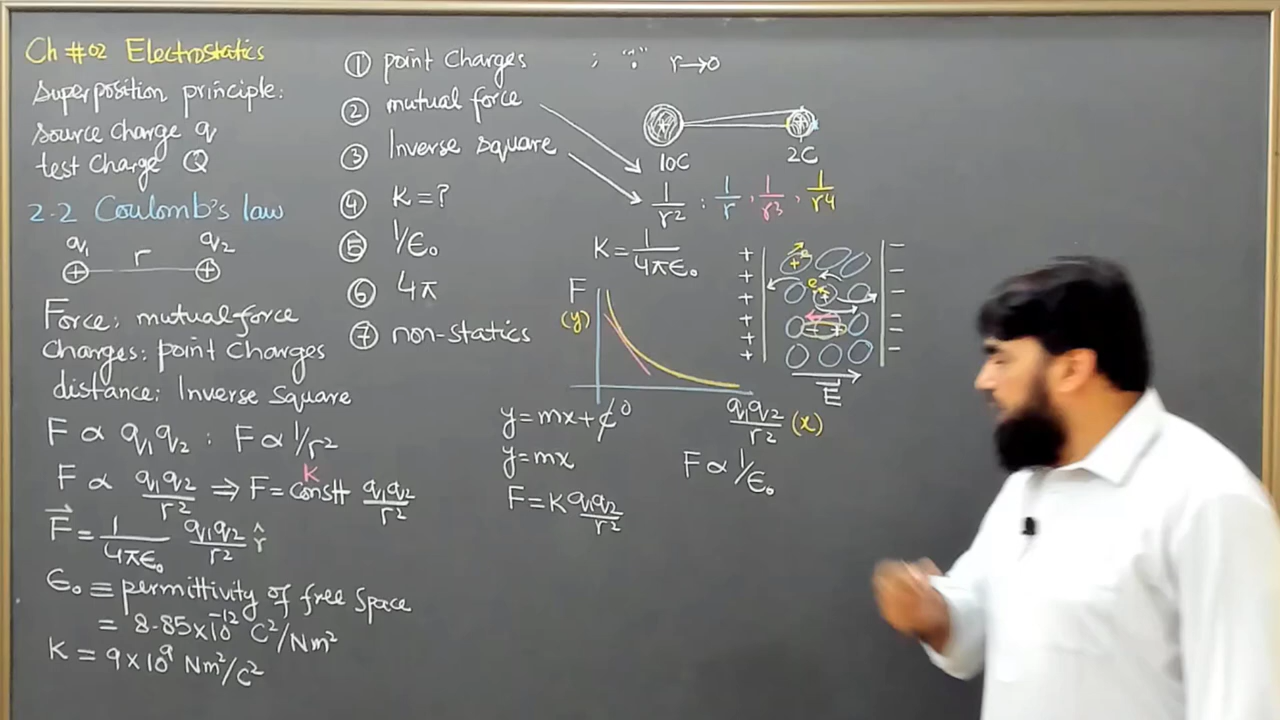 Ch #02 Electrostatics
Superposition principle:
source charge q
test charge Q
2-2 Coulomb's law
q₁ r q₂
+ +
Force: mutual force
Charges: point charges
distance: Inverse square
F ∝ q₁q₂ : F ∝ 1/r²
F ∝ q₁q₂/r² ⇒ F = constt q₁q₂/r²
K
F⃗ = 1/4πϵ₀ q₁q₂/r² r̂
ϵ₀ ≡ permittivity of free space
= 8.85×10⁻¹² C²/Nm²
K = 9×10⁹ Nm²/C²
① point charges ; ∵ r→0
② mutual force
③ Inverse square
④ K = ?
⑤ 1/ϵ₀
⑥ 4π
⑦ non-statics
10C 2C
1/r² ; 1/r , 1/r3 , 1/r4
K = 1/4πϵ₀
F
(y)
q₁q₂/r² (x)
y = mx + c⁰
y = mx
F = K q₁q₂/r²
+ + + + + +
− − − − − −
e
E⃗
F ∝ 1/ϵ₀